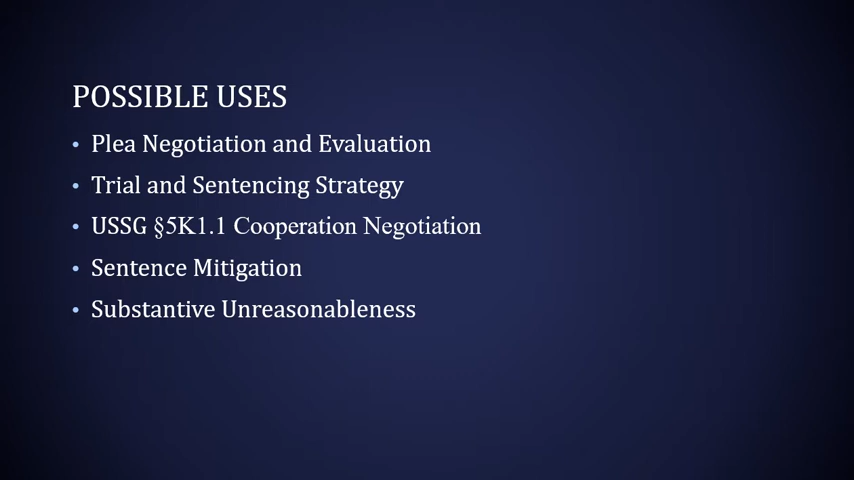 POSSIBLE USES
• Plea Negotiation and Evaluation
• Trial and Sentencing Strategy
• USSG §5K1.1 Cooperation Negotiation
• Sentence Mitigation
• Substantive Unreasonableness